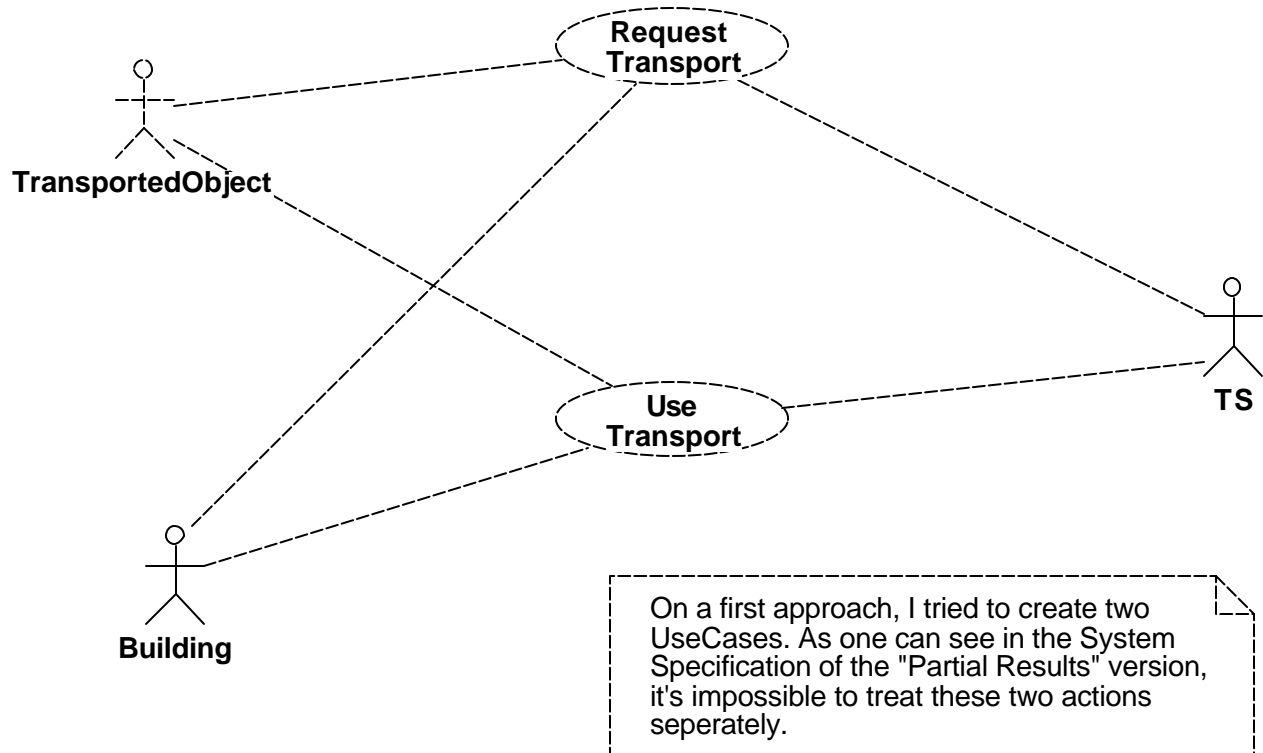 Request
Transport
TransportedObject
TS
Use
Transport
Building
On a first approach, I tried to create two
UseCases. As one can see in the System
Specification of the "Partial Results" version,
it's impossible to treat these two actions
seperately.